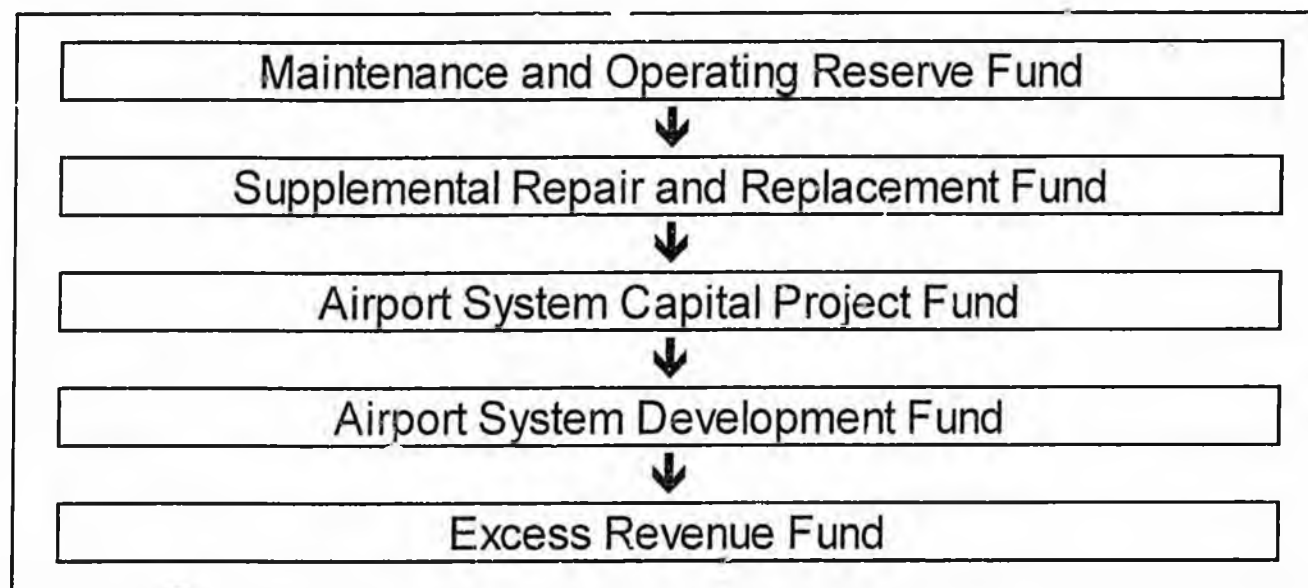 Maintenance and Operating Reserve Fund
Supplemental Repair and Replacement Fund
Airport System Capital Project Fund
Airport System Development Fund
Excess Revenue Fund